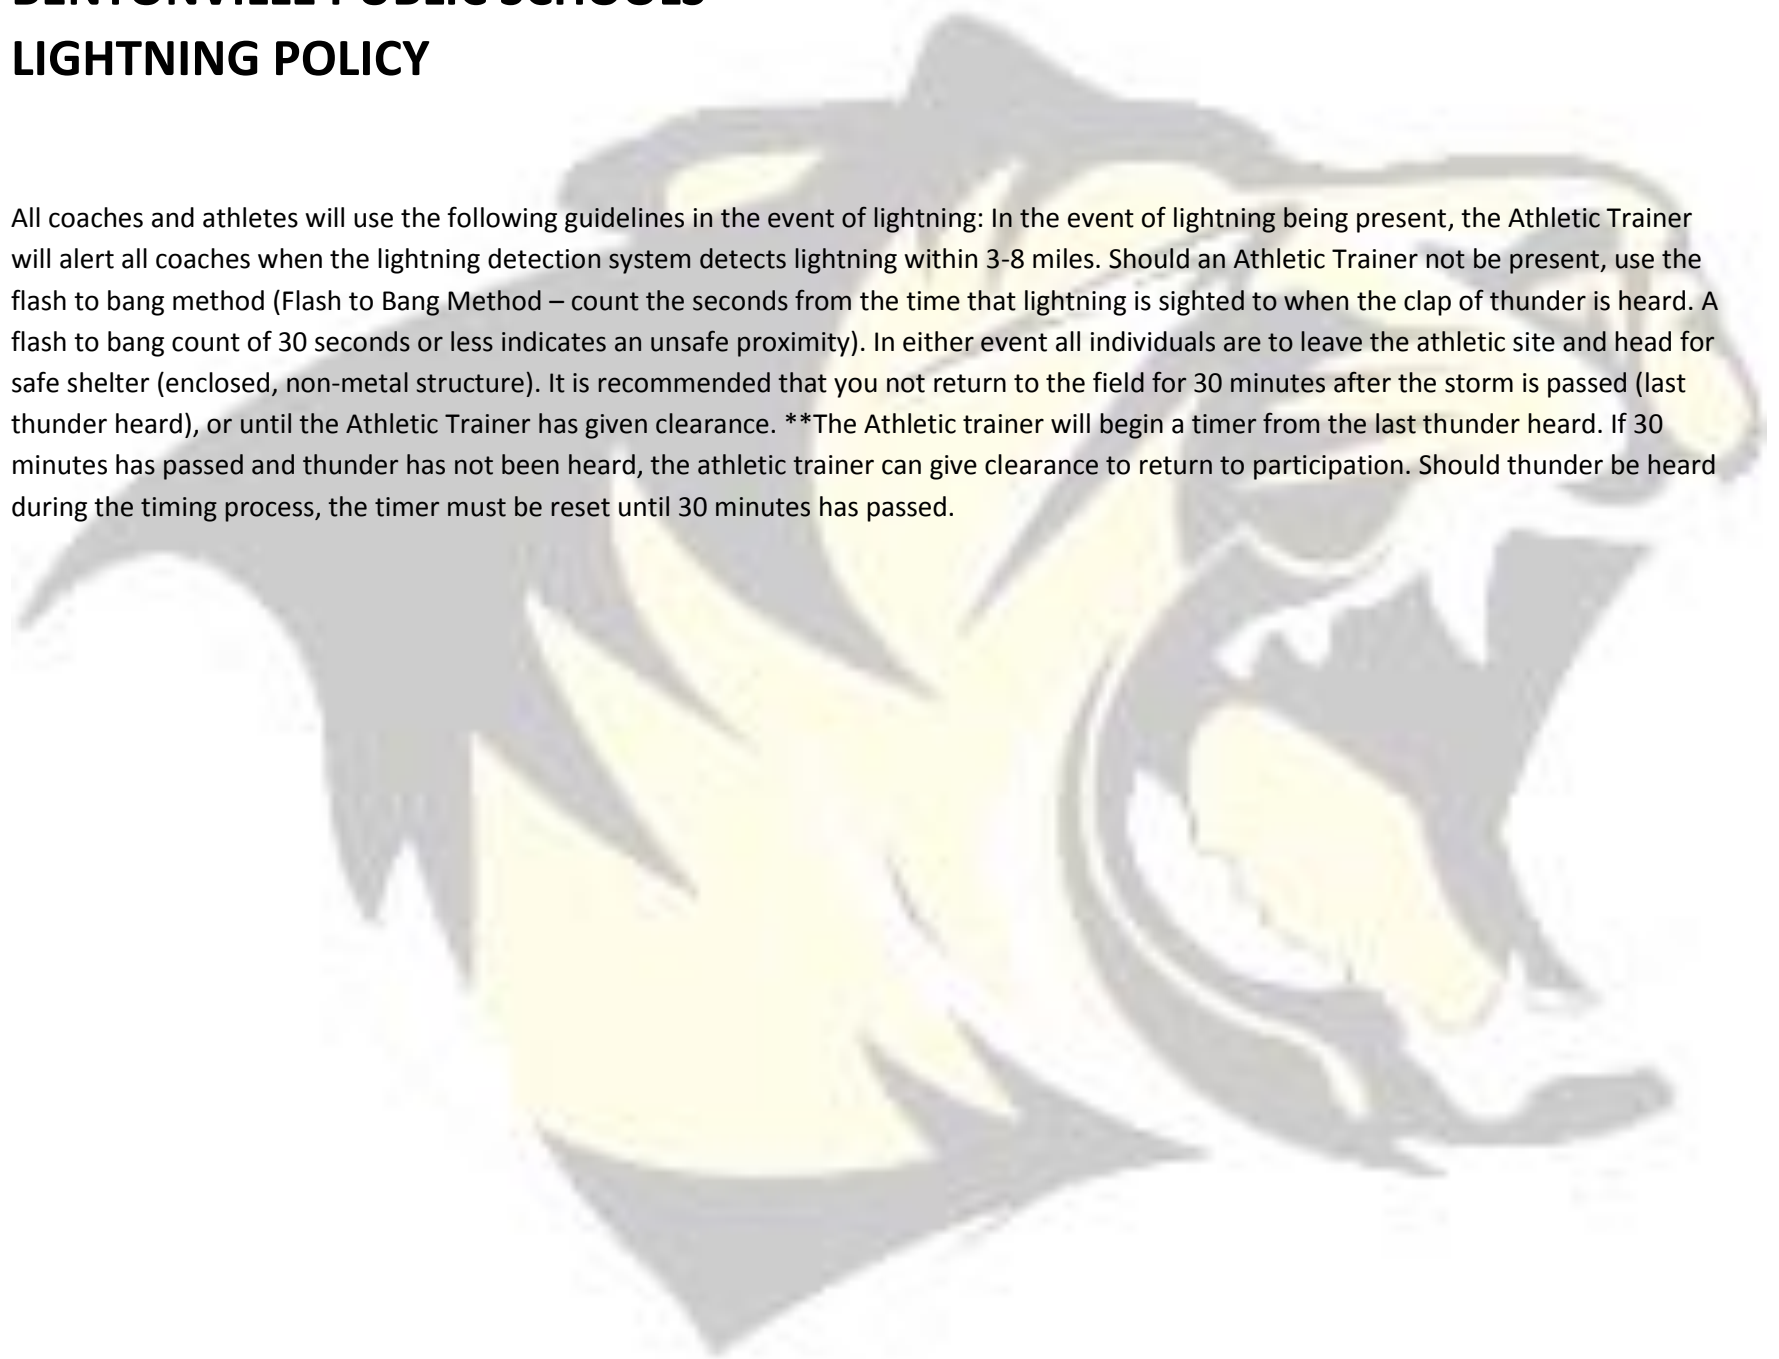 BENTONVILLE PUBLIC SCHOOLS
LIGHTNING POLICY
All coaches and athletes will use the following guidelines in the event of lightning: In the event of lightning being present, the Athletic Trainer
will alert all coaches when the lightning detection system detects lightning within 3-8 miles. Should an Athletic Trainer not be present, use the
flash to bang method (Flash to Bang Method – count the seconds from the time that lightning is sighted to when the clap of thunder is heard. A
flash to bang count of 30 seconds or less indicates an unsafe proximity). In either event all individuals are to leave the athletic site and head for
safe shelter (enclosed, non-metal structure). It is recommended that you not return to the field for 30 minutes after the storm is passed (last
thunder heard), or until the Athletic Trainer has given clearance. **The Athletic trainer will begin a timer from the last thunder heard. If 30
minutes has passed and thunder has not been heard, the athletic trainer can give clearance to return to participation. Should thunder be heard
during the timing process, the timer must be reset until 30 minutes has passed.